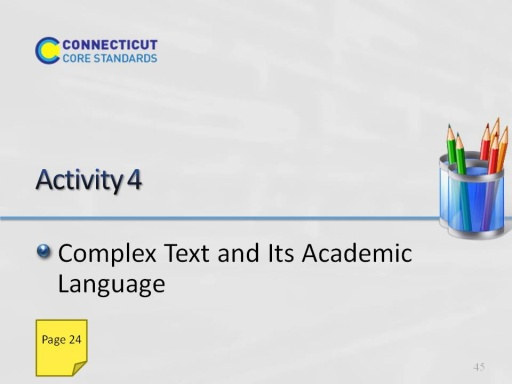 CONNECTICUT
CORE STANDARDS
Activity 4
Complex Text and Its Academic
Language
Page 24
45